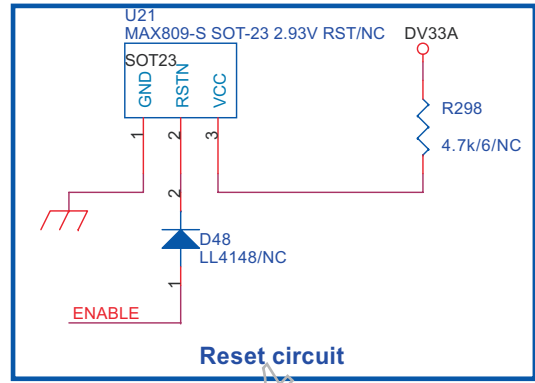 U21
MAX809-S SOT-23 2.93V RST/NC
DV33A
SOT23
GND
RSTN
VCC
1
2
3
R298
4.7k/6/NC
2
D48
LL4148/NC
1
ENABLE
Reset circuit